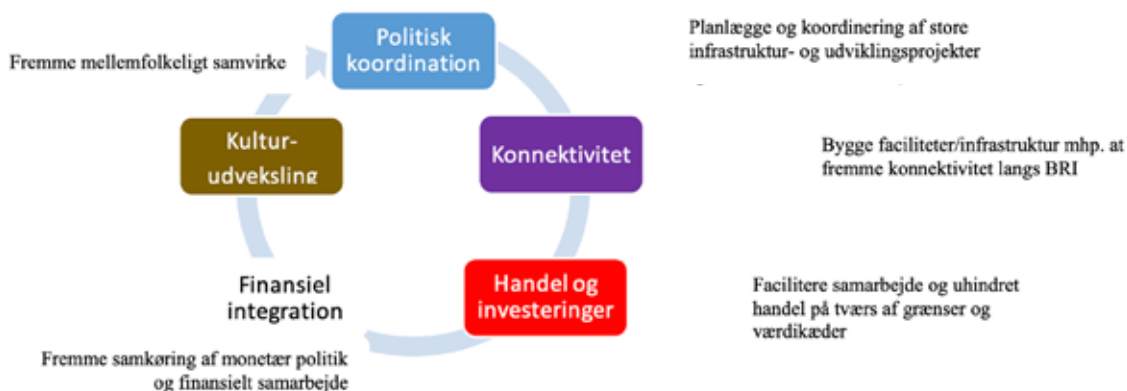 Politisk
koordination
Planlægge og koordinering af store
infrastruktur- og udviklingsprojekter
Fremme mellemfolkeligt samvirke
Kultur-
udveksling
Konnektivitet
Bygge faciliteter/infrastruktur mhp. at
fremme konnektivitet langs BRI
Finansiel
integration
Handel og
investeringer
Facilitere samarbejde og uhindret
handel på tværs af grænser og
værdikæder
Fremme samkøring af monetær politik
og finansielt samarbejde